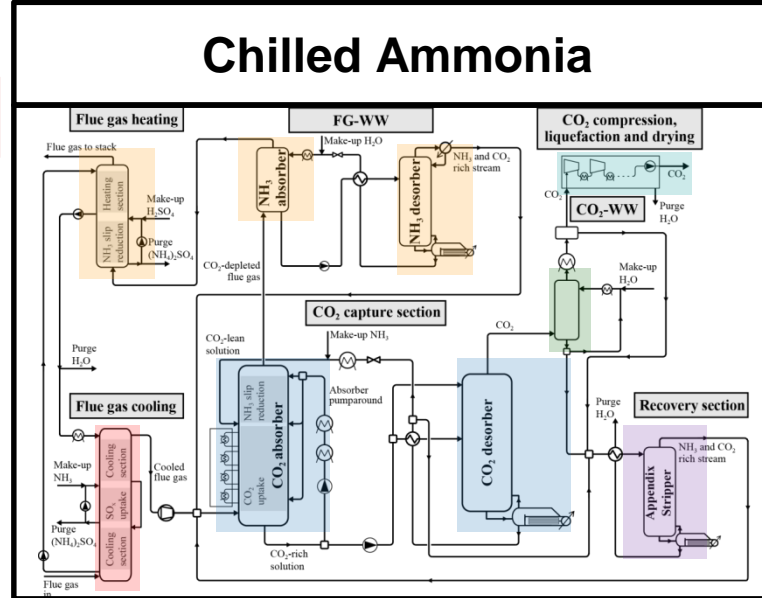 Chilled Ammonia
Flue gas heating
FG-WW
CO₂ compression,
liquefaction and drying
Flue gas to stack
Heating section
NH₃ slip
reduction
Make-up
H₂SO₄
Purge
(NH₄)₂SO₄
NH₃
absorber
Make-up H₂O
NH₃ desorber
NH₃ and CO₂
rich stream
CO₂
CO₂
Purge
H₂O
CO₂-WW
Make-up
H₂O
CO₂-depleted
flue gas
CO₂ capture section
CO₂-lean
solution
Make-up NH₃
CO₂
Purge
H₂O
Flue gas cooling
Cooling
section
SOₓ
uptake
Cooling
section
Make-up
NH₃
Purge
(NH₄)₂SO₄
Flue gas
in
Cooled
flue gas
NH₃ slip
reduction
CO₂ absorber
CO₂
uptake
Absorber
pumparound
CO₂-rich
solution
CO₂ desorber
Purge
H₂O
Recovery section
NH₃ and CO₂
rich stream
Appendix
Stripper